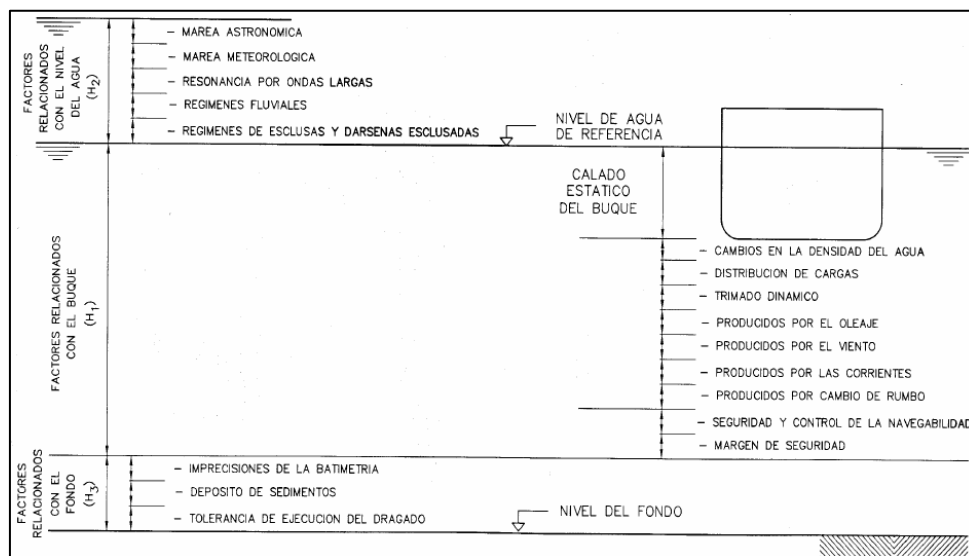 FACTORES
RELACIONADOS
CON EL NIVEL
DEL AGUA
(H2)
- MAREA ASTRONOMICA
- MAREA METEOROLOGICA
- RESONANCIA POR ONDAS LARGAS
- REGIMENES FLUVIALES
- REGIMENES DE ESCLUSAS Y DARSENAS ESCLUSADAS
NIVEL DE AGUA
DE REFERENCIA
FACTORES RELACIONADOS
CON EL BUQUE
(H1)
CALADO
ESTATICO
DEL BUQUE
- CAMBIOS EN LA DENSIDAD DEL AGUA
- DISTRIBUCION DE CARGAS
- TRIMADO DINAMICO
- PRODUCIDOS POR EL OLEAJE
- PRODUCIDOS POR EL VIENTO
- PRODUCIDOS POR LAS CORRIENTES
- PRODUCIDOS POR CAMBIO DE RUMBO
- SEGURIDAD Y CONTROL DE LA NAVEGABILIDAD
- MARGEN DE SEGURIDAD
FACTORES
RELACIONADOS
CON EL
FONDO
(H3)
- IMPRECISIONES DE LA BATIMETRIA
- DEPOSITO DE SEDIMENTOS
- TOLERANCIA DE EJECUCION DEL DRAGADO
NIVEL DEL FONDO